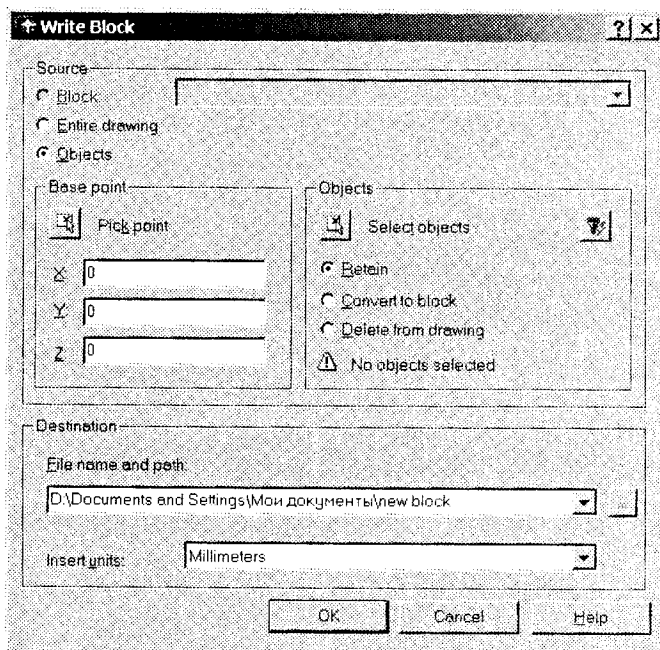 Write Block
Source
Block
Entire drawing
Objects
Base point
Pick point
X: 0
Y: 0
Z: 0
Objects
Select objects
Retain
Convert to block
Delete from drawing
No objects selected
Destination
File name and path:
D:\Documents and Settings\Мои документы\new block
...
Insert units: Millimeters
OK Cancel Help